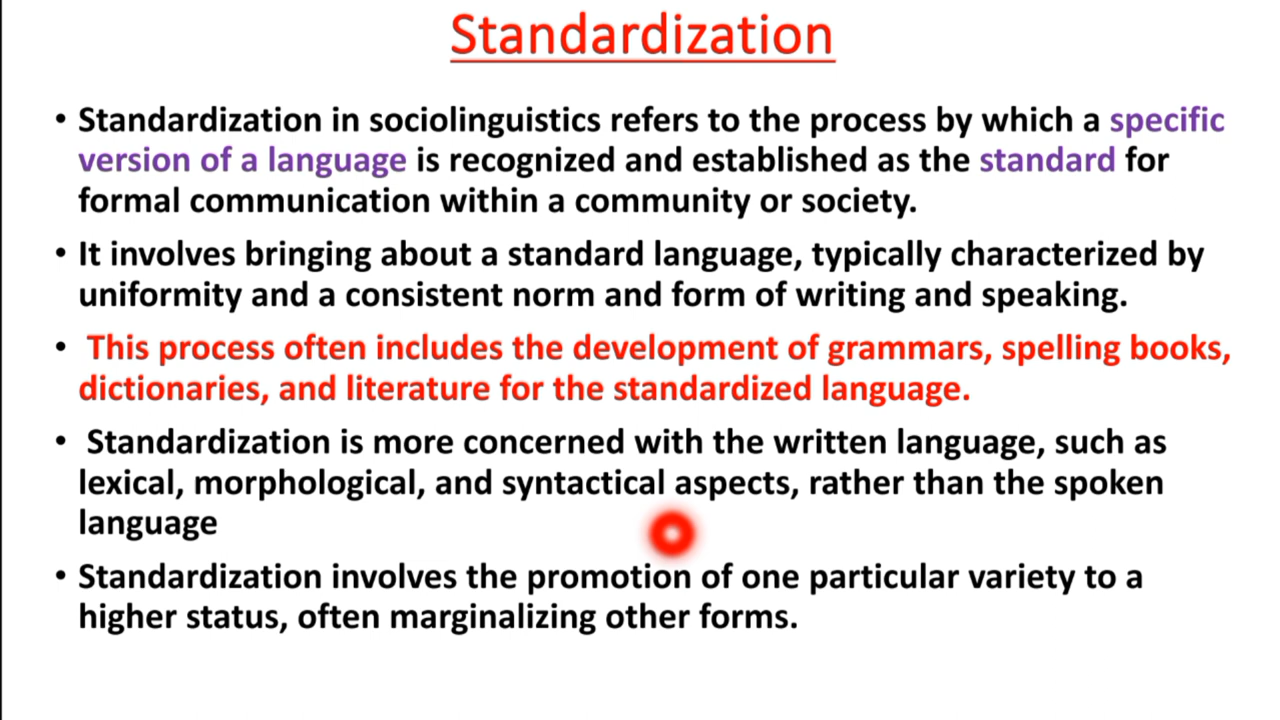 Standardization
• Standardization in sociolinguistics refers to the process by which a specific
version of a language is recognized and established as the standard for
formal communication within a community or society.
• It involves bringing about a standard language, typically characterized by
uniformity and a consistent norm and form of writing and speaking.
• This process often includes the development of grammars, spelling books,
dictionaries, and literature for the standardized language.
• Standardization is more concerned with the written language, such as
lexical, morphological, and syntactical aspects, rather than the spoken
language
• Standardization involves the promotion of one particular variety to a
higher status, often marginalizing other forms.